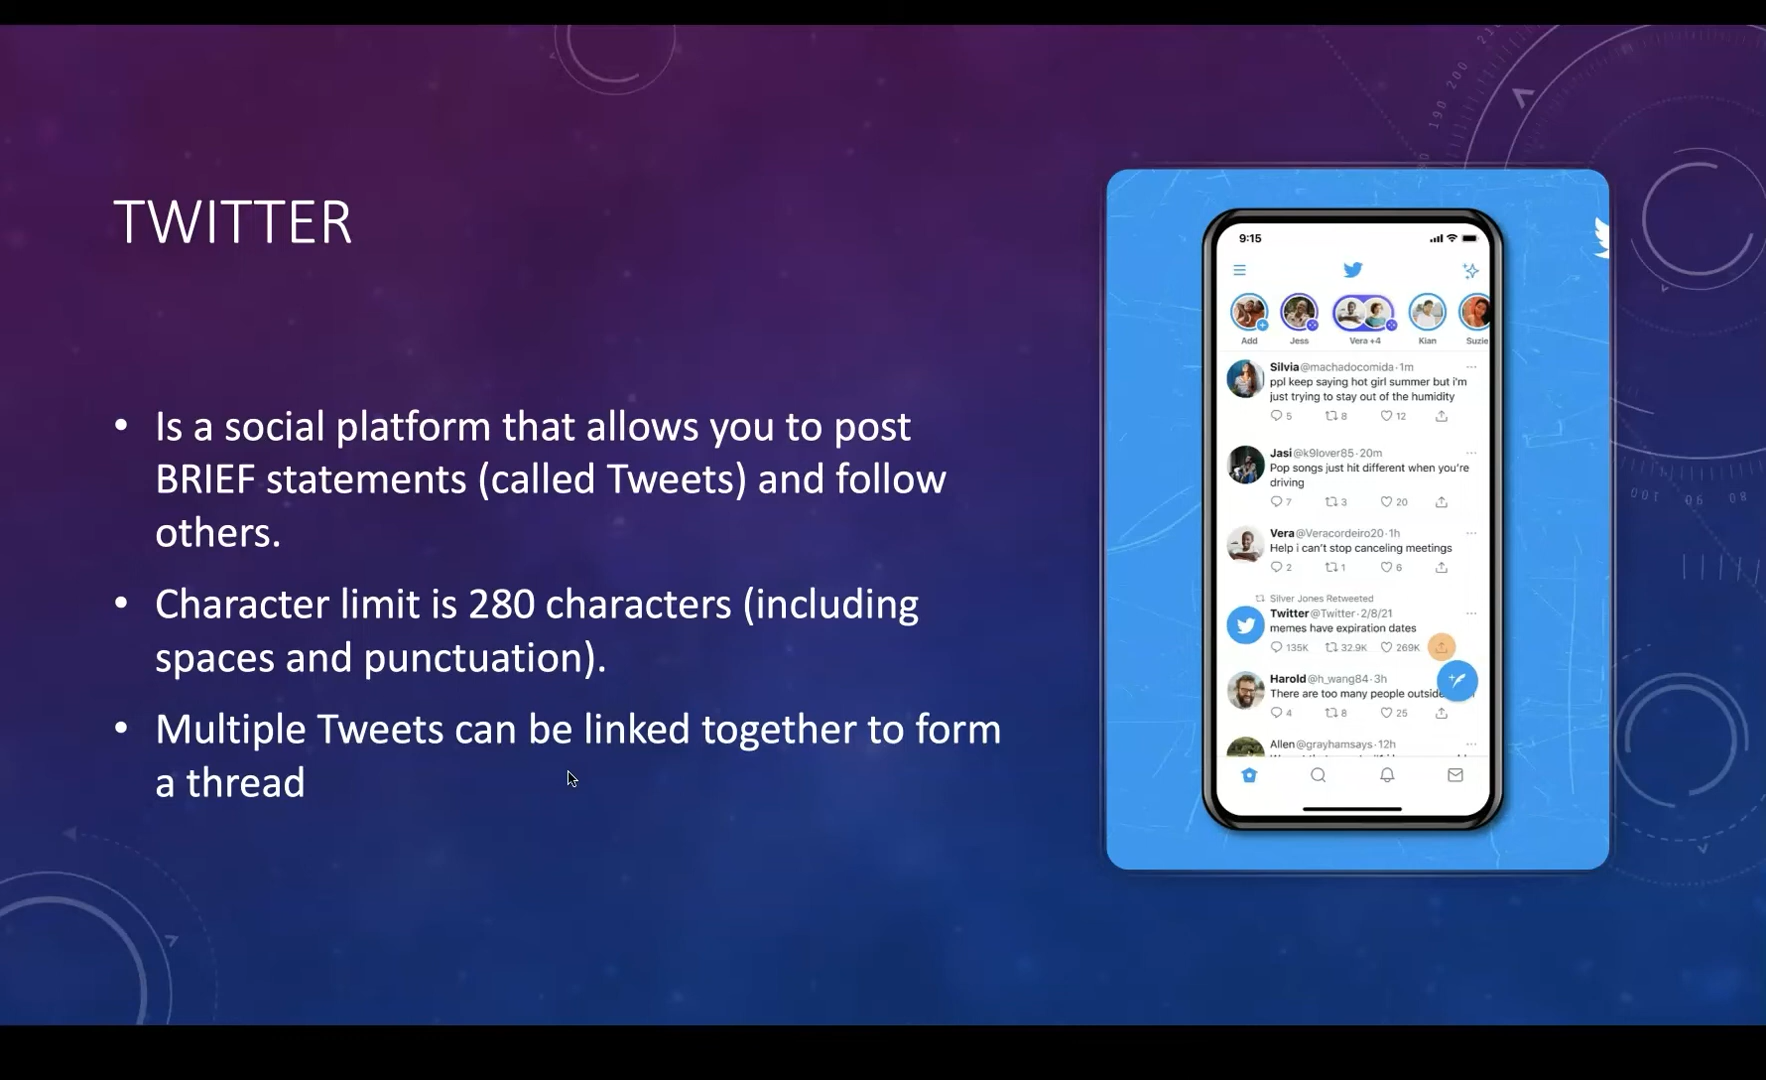 TWITTER
• Is a social platform that allows you to post
BRIEF statements (called Tweets) and follow
others.
• Character limit is 280 characters (including
spaces and punctuation).
• Multiple Tweets can be linked together to form
a thread
9:15
Add Jess Vera +4 Kian Suzie
Silvia @machadocomida · 1m
ppl keep saying hot girl summer but i'm
just trying to stay out of the humidity
5 8 12
Jasi @k9lover85 · 20m
Pop songs just hit different when you're
driving
7 3 20
Vera @Veracordeiro20 · 1h
Help i can't stop canceling meetings
2 1 6
Silver Jones Retweeted
Twitter @Twitter · 2/8/21
memes have expiration dates
135K 32.9K 269K
Harold @h_wang84 · 3h
There are too many people outside
4 8 25
Allen @grayhamsays · 12h
190 200
100 90 80